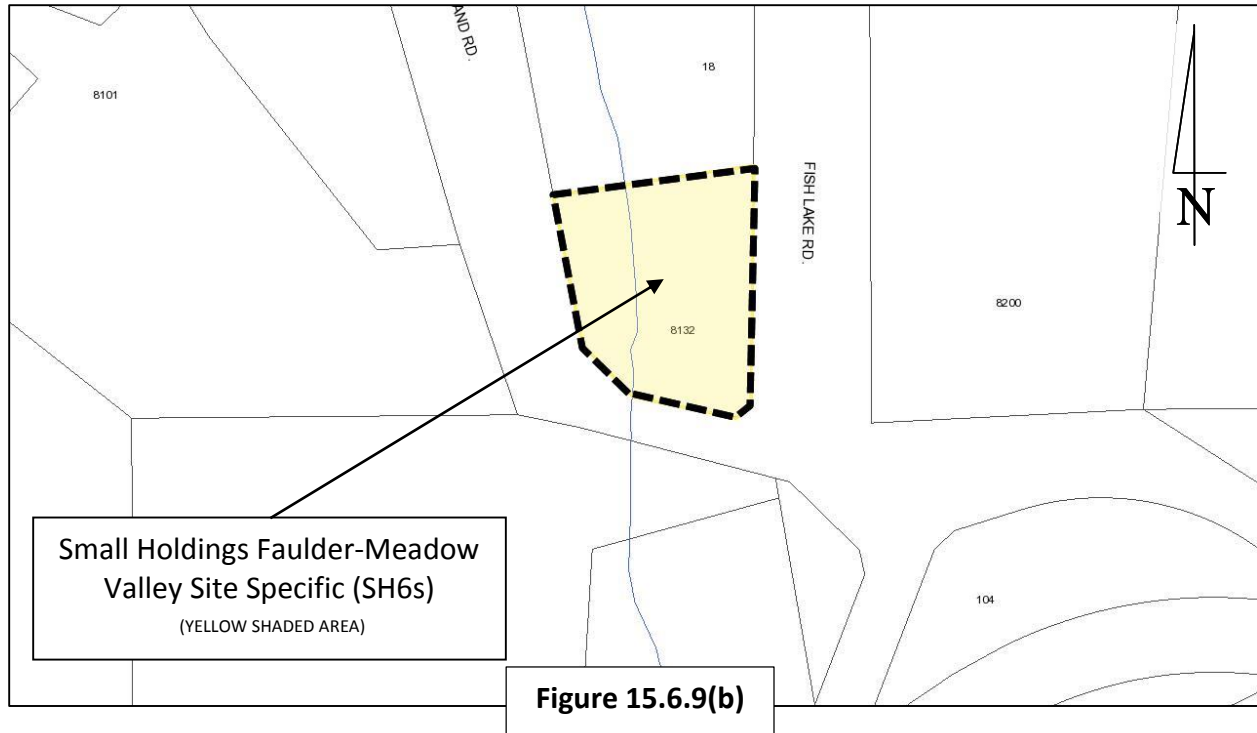 AND RD.
18
8101
FISH LAKE RD.
N
8132
8200
Small Holdings Faulder-Meadow
Valley Site Specific (SH6s)
(YELLOW SHADED AREA)
104
Figure 15.6.9(b)